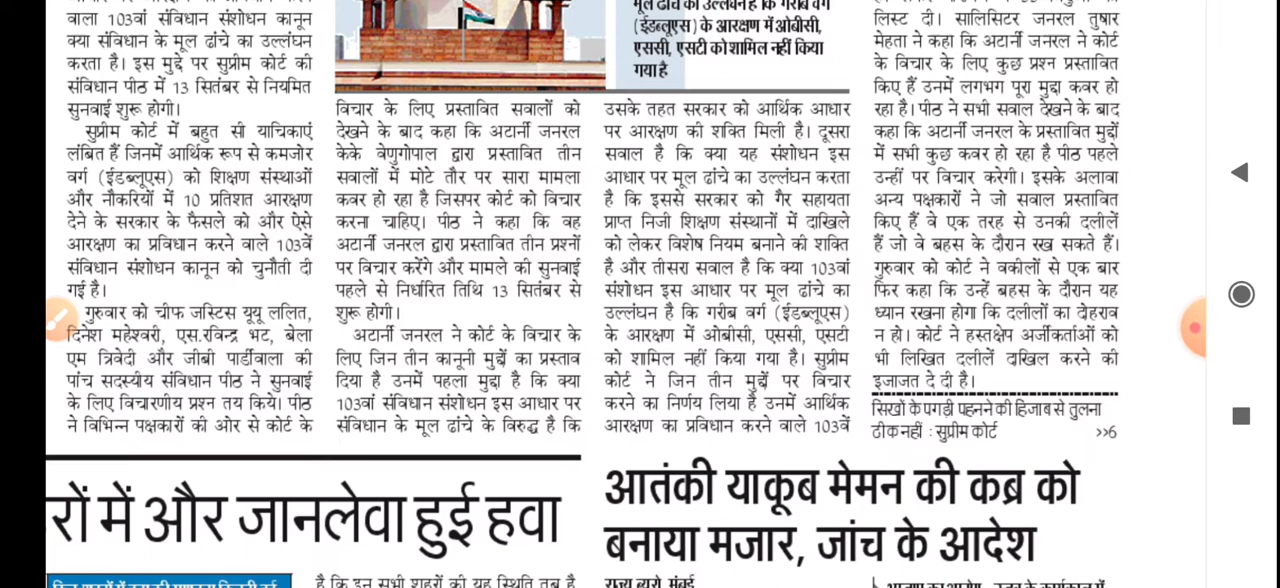 वाला 103वां संविधान संशोधन कानून
क्या संविधान के मूल ढांचे का उल्लंघन
करता है। इस मुद्दे पर सुप्रीम कोर्ट की
संविधान पीठ में 13 सितंबर से नियमित
सुनवाई शुरू होगी।
सुप्रीम कोर्ट में बहुत सी याचिकाएं
लंबित हैं जिनमें आर्थिक रूप से कमजोर
वर्ग (ईडब्लूएस) को शिक्षण संस्थाओं
और नौकरियों में 10 प्रतिशत आरक्षण
देने के सरकार के फैसले को और ऐसे
आरक्षण का प्रविधान करने वाले 103वें
संविधान संशोधन कानून को चुनौती दी
गई है।
गुरुवार को चीफ जस्टिस यूयू ललित,
दिनेश महेश्वरी, एस.रविन्द्र भट, बेला
एम त्रिवेदी और जीबी पार्डीवाला की
पांच सदस्यीय संविधान पीठ ने सुनवाई
के लिए विचारणीय प्रश्न तय किये। पीठ
ने विभिन्न पक्षकारों की ओर से कोर्ट के
विचार के लिए प्रस्तावित सवालों को
देखने के बाद कहा कि अटार्नी जनरल
केके वेणुगोपाल द्वारा प्रस्तावित तीन
सवालों में मोटे तौर पर सारा मामला
कवर हो रहा है जिसपर कोर्ट को विचार
करना चाहिए। पीठ ने कहा कि वह
अटार्नी जनरल द्वारा प्रस्तावित तीन प्रश्नों
पर विचार करेंगे और मामले की सुनवाई
पहले से निर्धारित तिथि 13 सितंबर से
शुरू होगी।
अटार्नी जनरल ने कोर्ट के विचार के
लिए जिन तीन कानूनी मुद्दों का प्रस्ताव
दिया है उनमें पहला मुद्दा है कि क्या
103वां संविधान संशोधन इस आधार पर
संविधान के मूल ढांचे के विरुद्ध है कि
मूल ढांचे का उल्लंघन है कि गरीब वर्ग
(ईडब्लूएस) के आरक्षण में ओबीसी,
एससी, एसटी को शामिल नहीं किया
गया है
उसके तहत सरकार को आर्थिक आधार
पर आरक्षण की शक्ति मिली है। दूसरा
सवाल है कि क्या यह संशोधन इस
आधार पर मूल ढांचे का उल्लंघन करता
है कि इससे सरकार को गैर सहायता
प्राप्त निजी शिक्षण संस्थानों में दाखिले
को लेकर विशेष नियम बनाने की शक्ति
है और तीसरा सवाल है कि क्या 103वां
संशोधन इस आधार पर मूल ढांचे का
उल्लंघन है कि गरीब वर्ग (ईडब्लूएस)
के आरक्षण में ओबीसी, एससी, एसटी
को शामिल नहीं किया गया है। सुप्रीम
कोर्ट ने जिन तीन मुद्दों पर विचार
करने का निर्णय लिया है उनमें आर्थिक
आरक्षण का प्रविधान करने वाले 103वें
लिस्ट दी। सालिसिटर जनरल तुषार
मेहता ने कहा कि अटार्नी जनरल ने कोर्ट
के विचार के लिए कुछ प्रश्न प्रस्तावित
किए हैं उनमें लगभग पूरा मुद्दा कवर हो
रहा है। पीठ ने सभी सवाल देखने के बाद
कहा कि अटार्नी जनरल के प्रस्तावित मुद्दों
में सभी कुछ कवर हो रहा है पीठ पहले
उन्हीं पर विचार करेगी। इसके अलावा
अन्य पक्षकारों ने जो सवाल प्रस्तावित
किए हैं वे एक तरह से उनकी दलीलें
हैं जो वे बहस के दौरान रख सकते हैं।
गुरुवार को कोर्ट ने वकीलों से एक बार
फिर कहा कि उन्हें बहस के दौरान यह
ध्यान रखना होगा कि दलीलों का दोहराव
न हो। कोर्ट ने हस्तक्षेप अर्जीकर्ताओं को
भी लिखित दलीलें दाखिल करने की
इजाजत दे दी है।
सिखों के पगड़ी पहनने की हिजाब से तुलना
ठीक नहीं : सुप्रीम कोर्ट >>6
रों में और जानलेवा हुई हवा
आतंकी याकूब मेमन की कब्र को
बनाया मजार, जांच के आदेश
है कि इन सभी शहरों की यह स्थिति तब है
राज्य ब्यूरो, मुंबई